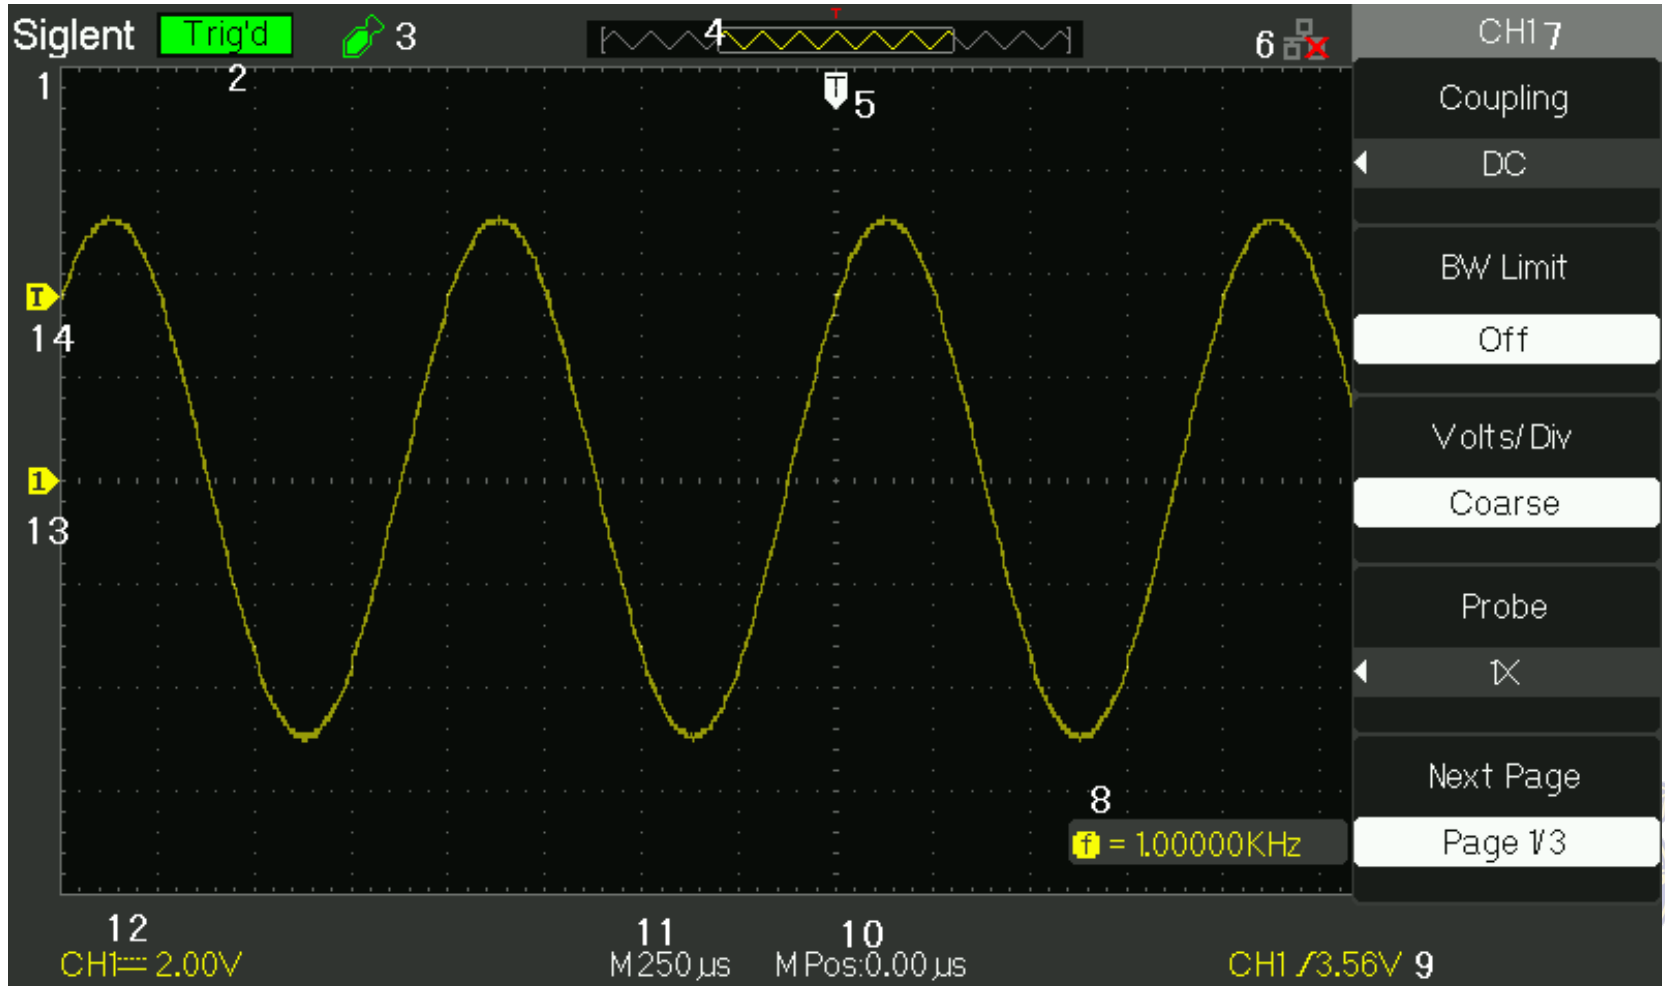 Siglent Trig'd 3 4 T 6 CH1 7
1 2 T 5
Coupling
DC
BW Limit
T
14
Off
Volts/Div
1
Coarse
13
Probe
1X
Next Page
8
f = 1.00000KHz
Page 1/3
12 11 10
CH1 2.00V M 250µs M Pos:0.00µs CH1 3.56V 9